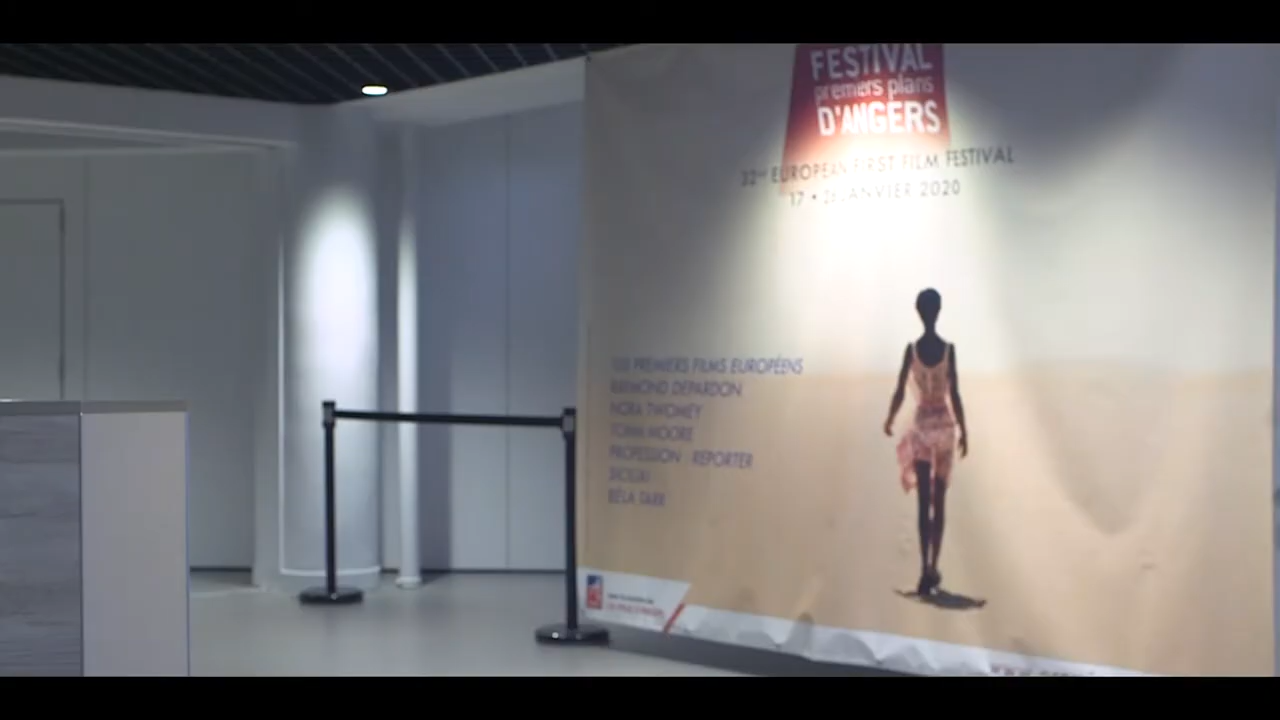 FESTIVAL
premiers plans
D'ANGERS
32ND EUROPEAN FIRST FILM FESTIVAL
17 • 26 JANVIER 2020
100 PREMIERS FILMS EUROPÉENS
RAYMOND DEPARDON
NORA TWOMEY
TOMM MOORE
PROFESSION : REPORTER
BÉLA TARR